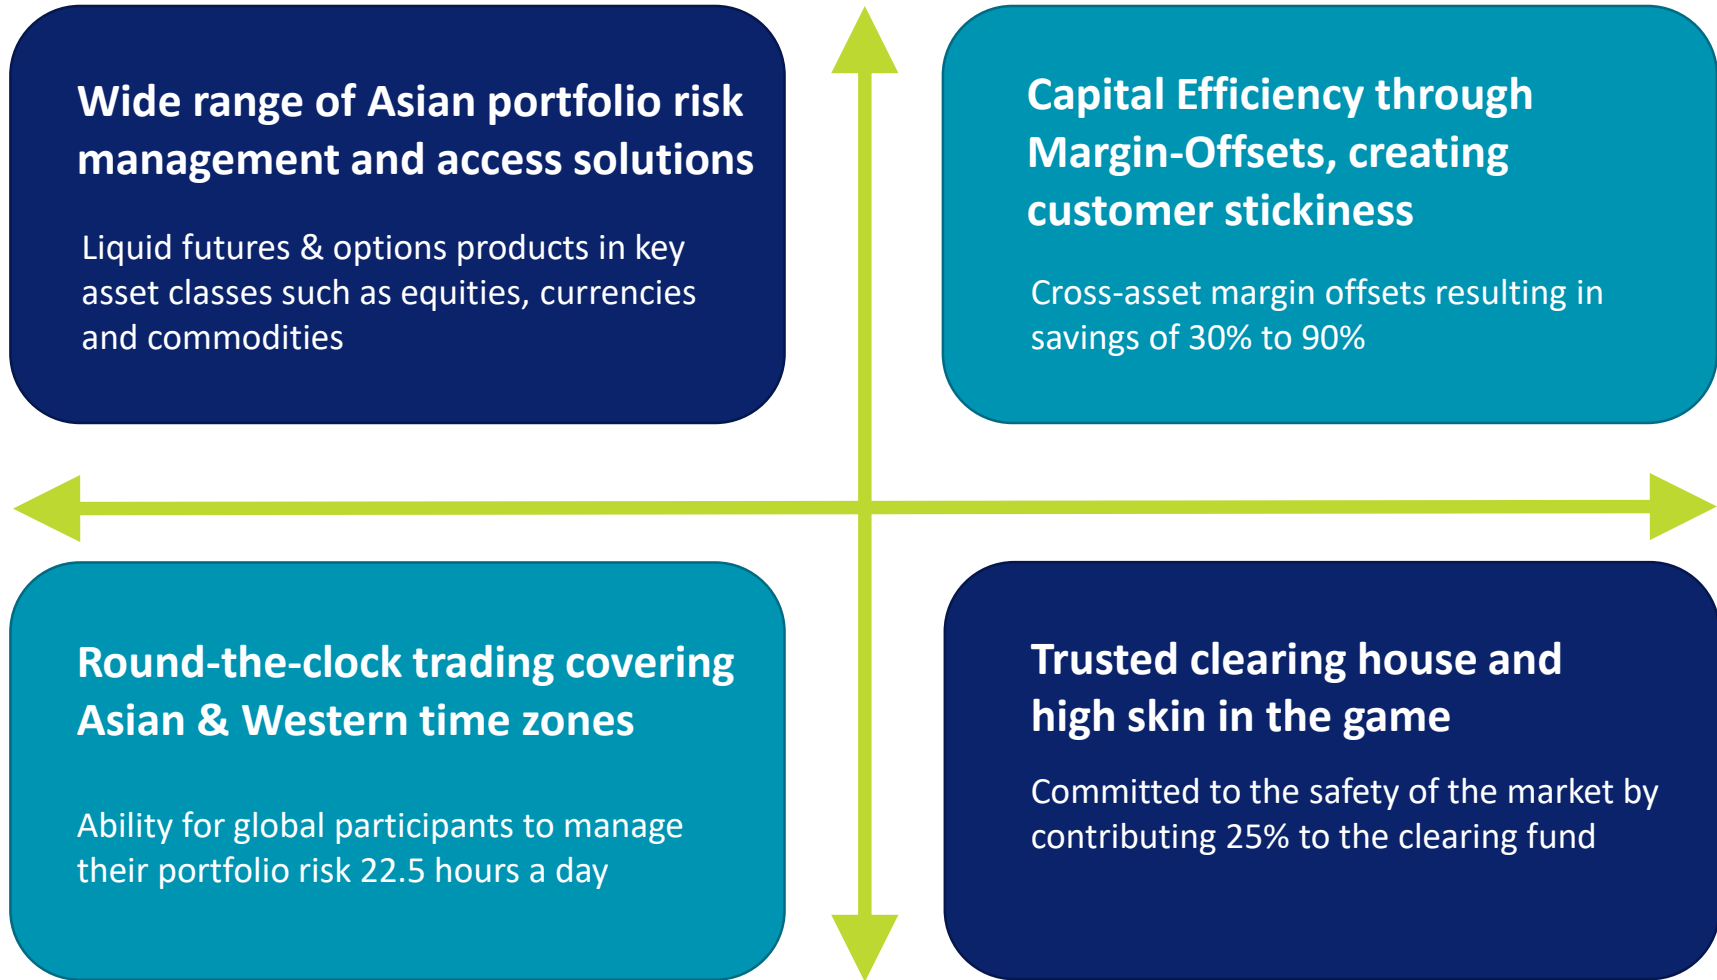 Wide range of Asian portfolio risk
management and access solutions
Liquid futures & options products in key
asset classes such as equities, currencies
and commodities
Capital Efficiency through
Margin-Offsets, creating
customer stickiness
Cross-asset margin offsets resulting in
savings of 30% to 90%
Round-the-clock trading covering
Asian & Western time zones
Ability for global participants to manage
their portfolio risk 22.5 hours a day
Trusted clearing house and
high skin in the game
Committed to the safety of the market by
contributing 25% to the clearing fund